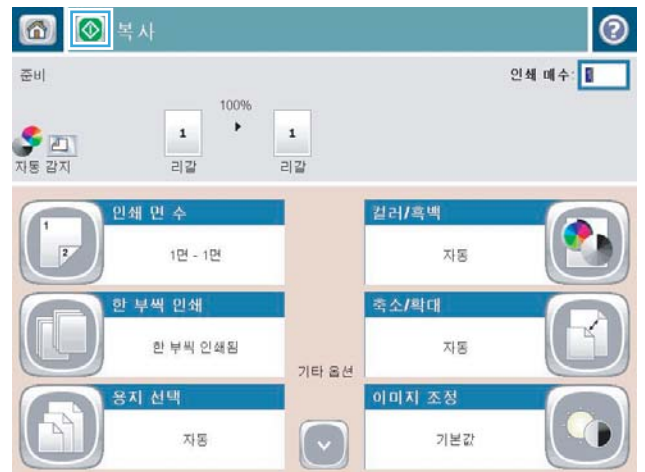 복사
?
준비
인쇄 매수:
100%
1 1
자동 감지 리갈 리갈
인쇄 면 수 컬러/흑백
1
2
1면 - 1면 자동
한 부씩 인쇄 축소/확대
한 부씩 인쇄됨 자동
기타 옵션
용지 선택 이미지 조정
자동 기본값